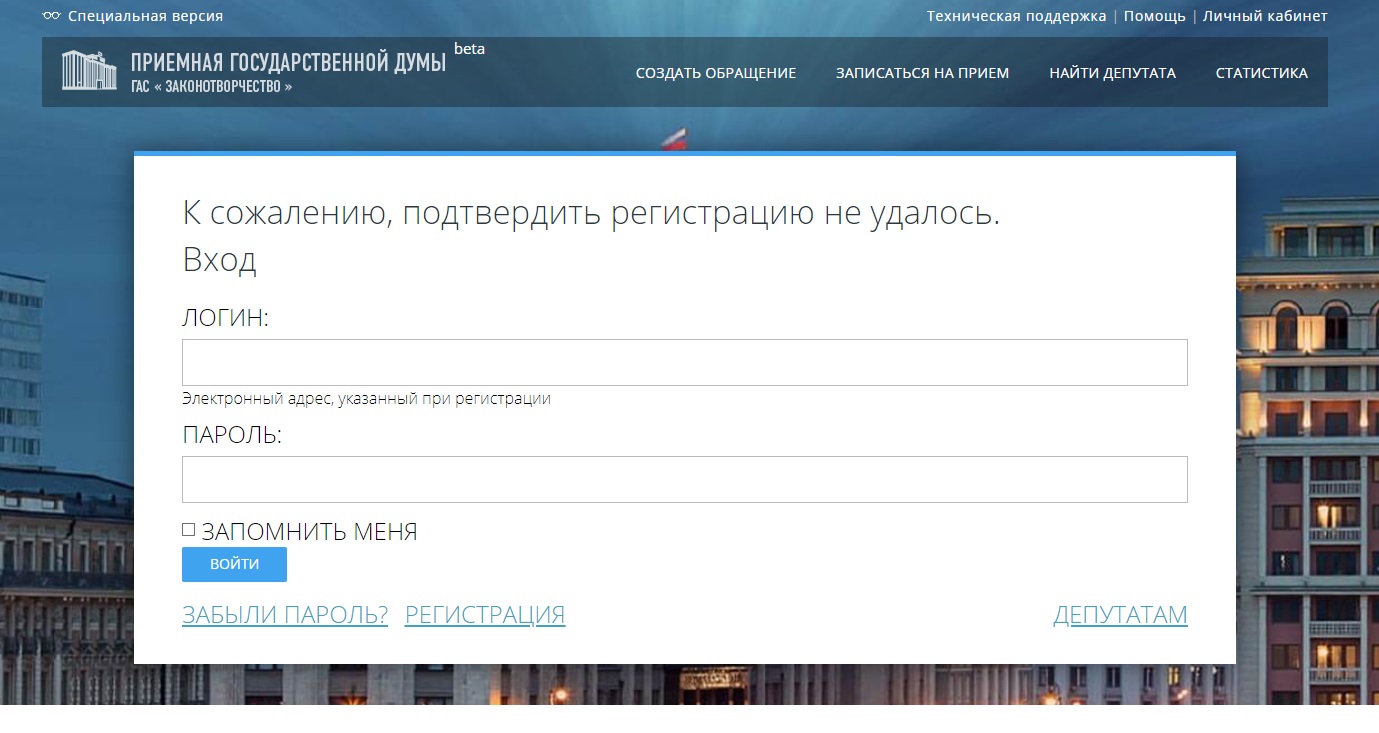 Специальная версия
Техническая поддержка | Помощь | Личный кабинет
ПРИЕМНАЯ ГОСУДАРСТВЕННОЙ ДУМЫ beta
ГАС « ЗАКОНОТВОРЧЕСТВО »
СОЗДАТЬ ОБРАЩЕНИЕ ЗАПИСАТЬСЯ НА ПРИЕМ НАЙТИ ДЕПУТАТА СТАТИСТИКА
К сожалению, подтвердить регистрацию не удалось.
Вход
ЛОГИН:
Электронный адрес, указанный при регистрации
ПАРОЛЬ:
ЗАПОМНИТЬ МЕНЯ
ВОЙТИ
ЗАБЫЛИ ПАРОЛЬ? РЕГИСТРАЦИЯ ДЕПУТАТАМ